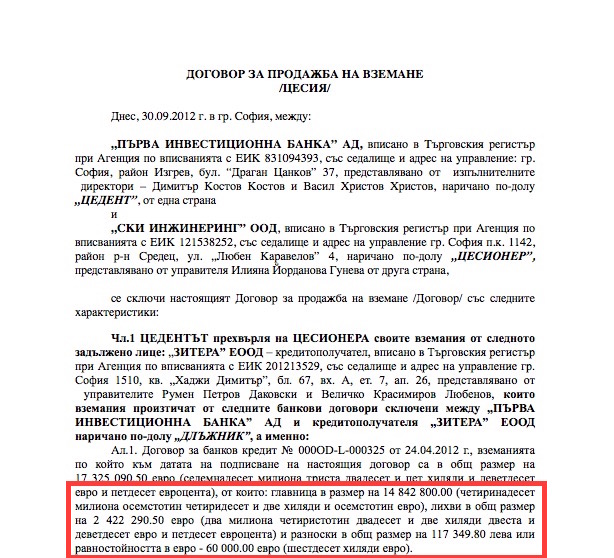 ДОГОВОР ЗА ПРОДАЖБА НА ВЗЕМАНЕ
/ЦЕСИЯ/
Днес, 30.09.2012 г. в гр. София, между:
„ПЪРВА ИНВЕСТИЦИОННА БАНКА” АД, вписано в Търговския регистър
при Агенция по вписванията с ЕИК 831094393, със седалище и адрес на управление: гр.
София, район Изгрев, бул. “Драган Цанков” 37, представлявано от изпълнителните
директори – Димитър Костов Костов и Васил Христов Христов, наричано по-долу
„ЦЕДЕНТ”, от една страна
и
„СКИ ИНЖИНЕРИНГ” ООД, вписано в Търговския регистър при Агенция по
вписванията с ЕИК 121538252, със седалище и адрес на управление гр. София п.к. 1142,
район р-н Средец, ул. „Любен Каравелов” 4, наричано по-долу „ЦЕСИОНЕР”,
представлявано от управителя Илияна Йорданова Гунева от друга страна,
се сключи настоящият Договор за продажба на вземане /Договор/ със следните
характеристики:
Чл.1 ЦЕДЕНТЪТ прехвърля на ЦЕСИОНЕРА своите вземания от следното
задължено лице: „ЗИТЕРА” ЕООД – кредитополучател, вписано в Търговския регистър
при Агенция по вписванията с ЕИК 201213529, със седалище и адрес на управление гр.
София 1510, кв. „Хаджи Димитър”, бл. 67, вх. А, ет. 7, ап. 26, представлявано от
управителите Румен Петров Даковски и Величко Красимиров Любенов, които
вземания произтичат от следните банкови договори сключени между „ПЪРВА
ИНВЕСТИЦИОННА БАНКА” АД и кредитополучателя „ЗИТЕРА” ЕООД
наричано по-долу „ДЛЪЖНИК”, а именно:
Ал.1. Договор за банков кредит № 000OD-L-000325 от 24.04.2012 г., вземанията
по който към датата на подписване на настоящия договор са в общ размер на
17 325 090.50 евро (седемнадесет милиона триста двадесет и пет хиляди и деветдесет
евро и петдесет евроцента), от които: главница в размер на 14 842 800.00 (четиринадесет
милиона осемстотин четиридесет и две хиляди и осемстотин евро), лихви в общ размер
на 2 422 290.50 евро (два милиона четиристотин двадесет и две хиляди двеста и
деветдесет евро и петдесет евроцента) и разноски в общ размер на 117 349.80 лева или
равностойността в евро - 60 000.00 евро (шестдесет хиляди евро).